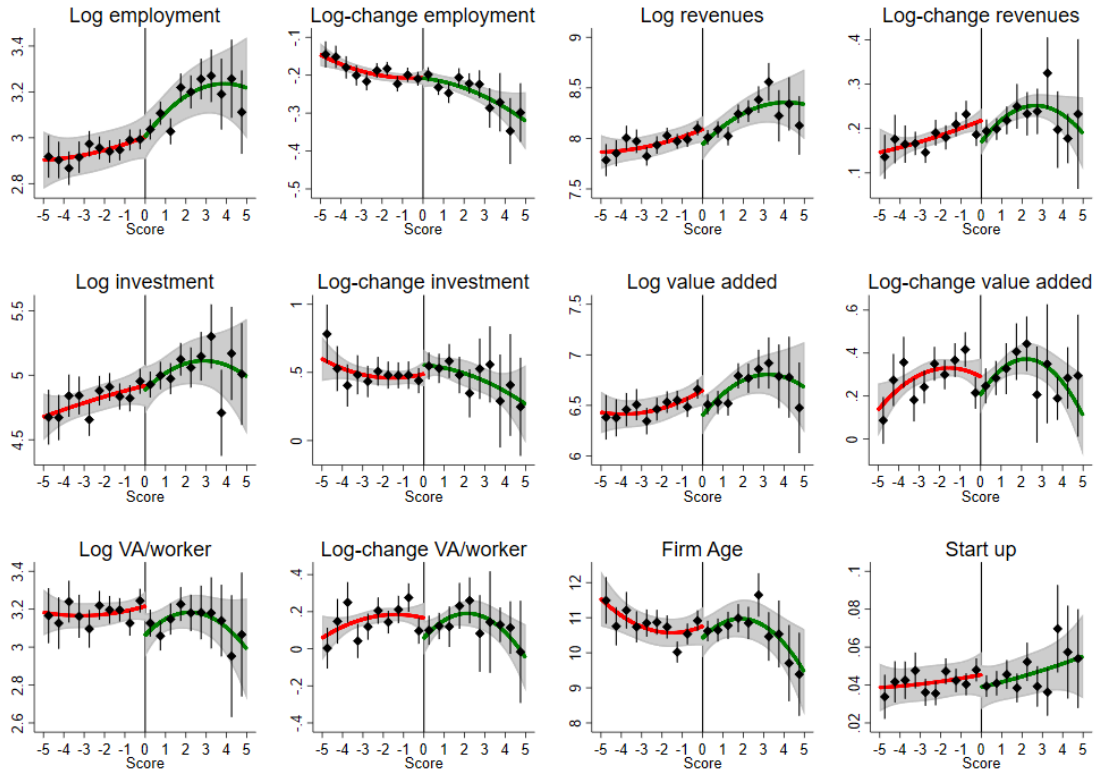 Log employment
3.4
3.2
3
2.8
-5 -4 -3 -2 1 0 1 2 3 4 5
Score
Log-change employment
-.1
-.2
-.3
-.4
-.5
-5 -4 -3 -2 1 0 1 2 3 4 5
Score
Log revenues
9
8.5
8
7.5
-5 -4 -3 -2 1 0 1 2 3 4 5
Score
Log-change revenues
.4
.3
.2
.1
-5 -4 -3 -2 1 0 1 2 3 4 5
Score
Log investment
5.5
5
4.5
-5 -4 -3 -2 1 0 1 2 3 4 5
Score
Log-change investment
1
.5
0
-5 -4 -3 -2 1 0 1 2 3 4 5
Score
Log value added
7.5
7
6.5
6
-5 -4 -3 -2 1 0 1 2 3 4 5
Score
Log-change value added
.6
.4
.2
0
-5 -4 -3 -2 1 0 1 2 3 4 5
Score
Log VA/worker
3.4
3.2
3
2.8
2.6
-5 -4 -3 -2 1 0 1 2 3 4 5
Score
Log-change VA/worker
.4
.2
0
-.2
-.4
-5 -4 -3 -2 1 0 1 2 3 4 5
Score
Firm Age
12
11
10
9
8
-5 -4 -3 -2 1 0 1 2 3 4 5
Score
Start up
.1
.08
.06
.04
.02
-5 -4 -3 -2 1 0 1 2 3 4 5
Score